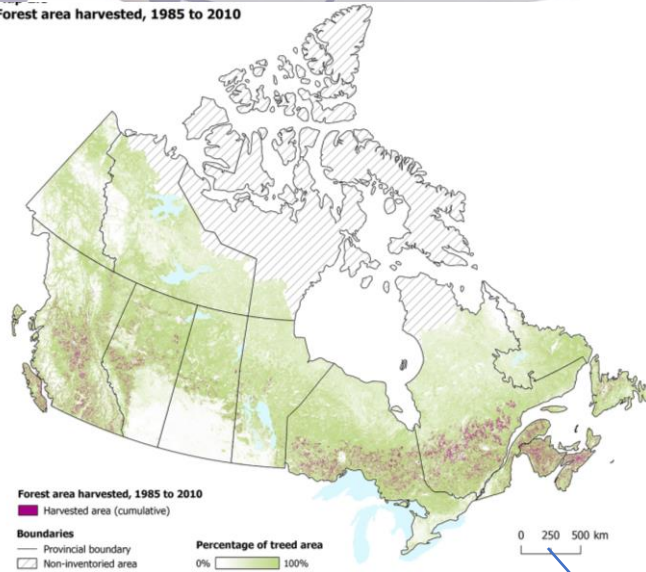 Forest area harvested, 1985 to 2010
Forest area harvested, 1985 to 2010
Harvested area (cumulative)
Boundaries
Provincial boundary
Non-inventoried area
Percentage of treed area
0%
100%
0 250 500 km